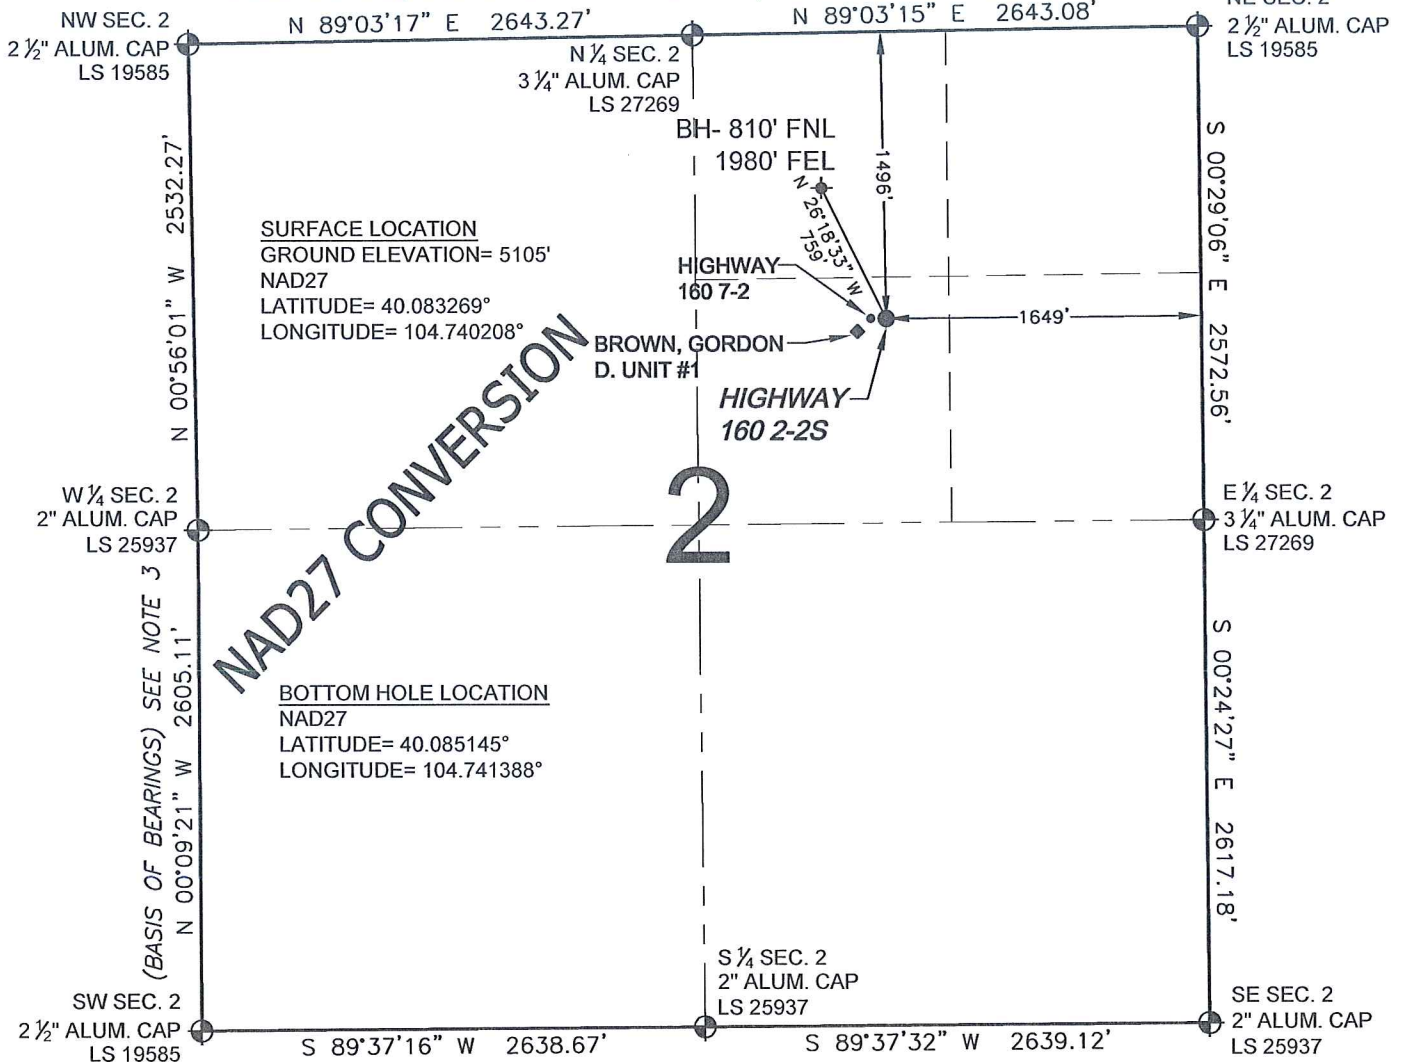 NW SEC. 2
2 ½" ALUM. CAP
LS 19585
N 89°03'17" E 2643.27'
N ¼ SEC. 2
3 ¼" ALUM. CAP
LS 27269
N 89°03'15" E 2643.08'
NE SEC. 2
2 ½" ALUM. CAP
LS 19585
BH- 810' FNL
1980' FEL
1496'
N 26°18'33" W
759'
N 00°56'01" W 2532.27'
S 00°29'06" E 2572.56'
SURFACE LOCATION
GROUND ELEVATION= 5105'
NAD27
LATITUDE= 40.083269°
LONGITUDE= 104.740208°
HIGHWAY
160 7-2
1649'
BROWN, GORDON
D. UNIT #1
HIGHWAY
160 2-2S
NAD27 CONVERSION
2
W ¼ SEC. 2
2" ALUM. CAP
LS 25937
E ¼ SEC. 2
3 ¼" ALUM. CAP
LS 27269
(BASIS OF BEARINGS) SEE NOTE 3
N 00°09'21" W 2605.11'
S 00°24'27" E 2617.18'
BOTTOM HOLE LOCATION
NAD27
LATITUDE= 40.085145°
LONGITUDE= 104.741388°
SW SEC. 2
2 ½" ALUM. CAP
LS 19585
S 89°37'16" W 2638.67'
S ¼ SEC. 2
2" ALUM. CAP
LS 25937
S 89°37'32" W 2639.12'
SE SEC. 2
2" ALUM. CAP
LS 25937